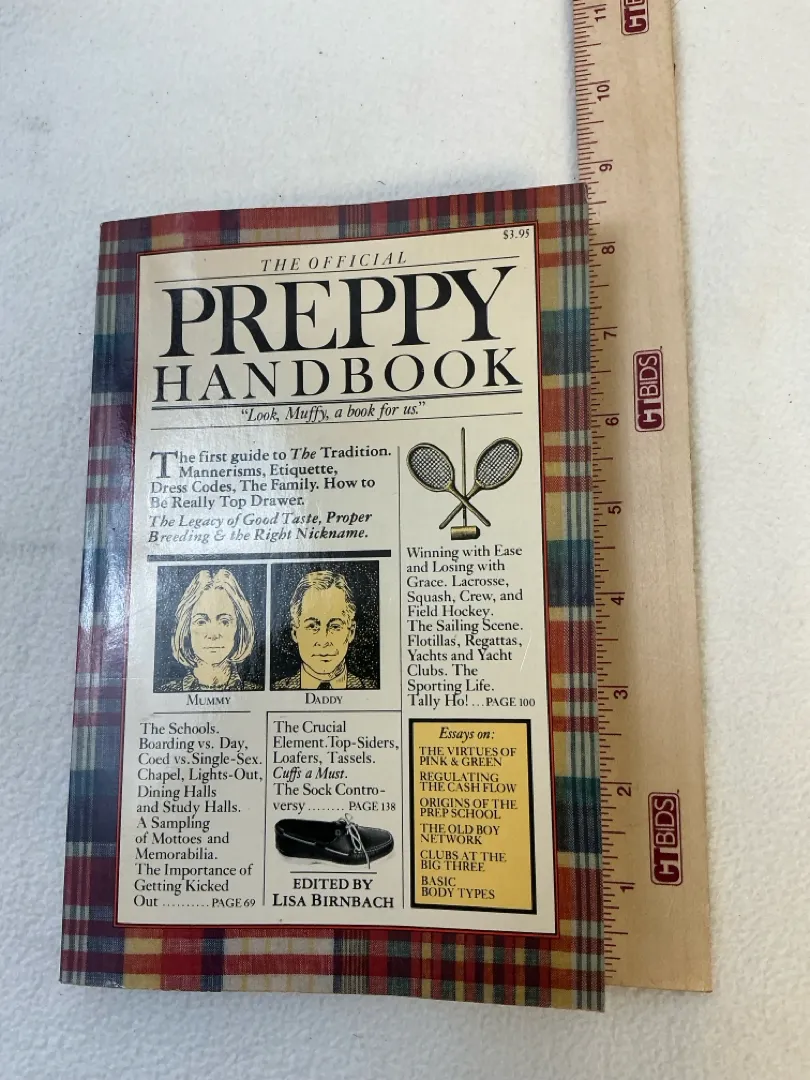 $3.95
THE OFFICIAL
PREPPY
HANDBOOK
"Look, Muffy, a book for us."
The first guide to The Tradition.
Mannerisms, Etiquette,
Dress Codes, The Family. How to
Be Really Top Drawer.
The Legacy of Good Taste, Proper
Breeding & the Right Nickname.
MUMMY
DADDY
Winning with Ease
and Losing with
Grace. Lacrosse,
Squash, Crew, and
Field Hockey.
The Sailing Scene.
Flotillas, Regattas,
Yachts and Yacht
Clubs. The
Sporting Life.
Tally Ho! ...PAGE 100
The Schools.
Boarding vs. Day,
Coed vs. Single-Sex.
Chapel, Lights-Out,
Dining Halls
and Study Halls.
A Sampling
of Mottoes and
Memorabilia.
The Importance of
Getting Kicked
Out ..........PAGE 69
The Crucial
Element. Top-Siders,
Loafers, Tassels.
Cuffs a Must.
The Sock Contro-
versy ........ PAGE 138
EDITED BY
LISA BIRNBACH
Essays on:
THE VIRTUES OF
PINK & GREEN
REGULATING
THE CASH FLOW
ORIGINS OF THE
PREP SCHOOL
THE OLD BOY
NETWORK
CLUBS AT THE
BIG THREE
BASIC
BODY TYPES
11
10
9
8
7
6
5
4
3
2
1
CTBIDS
CTBIDS